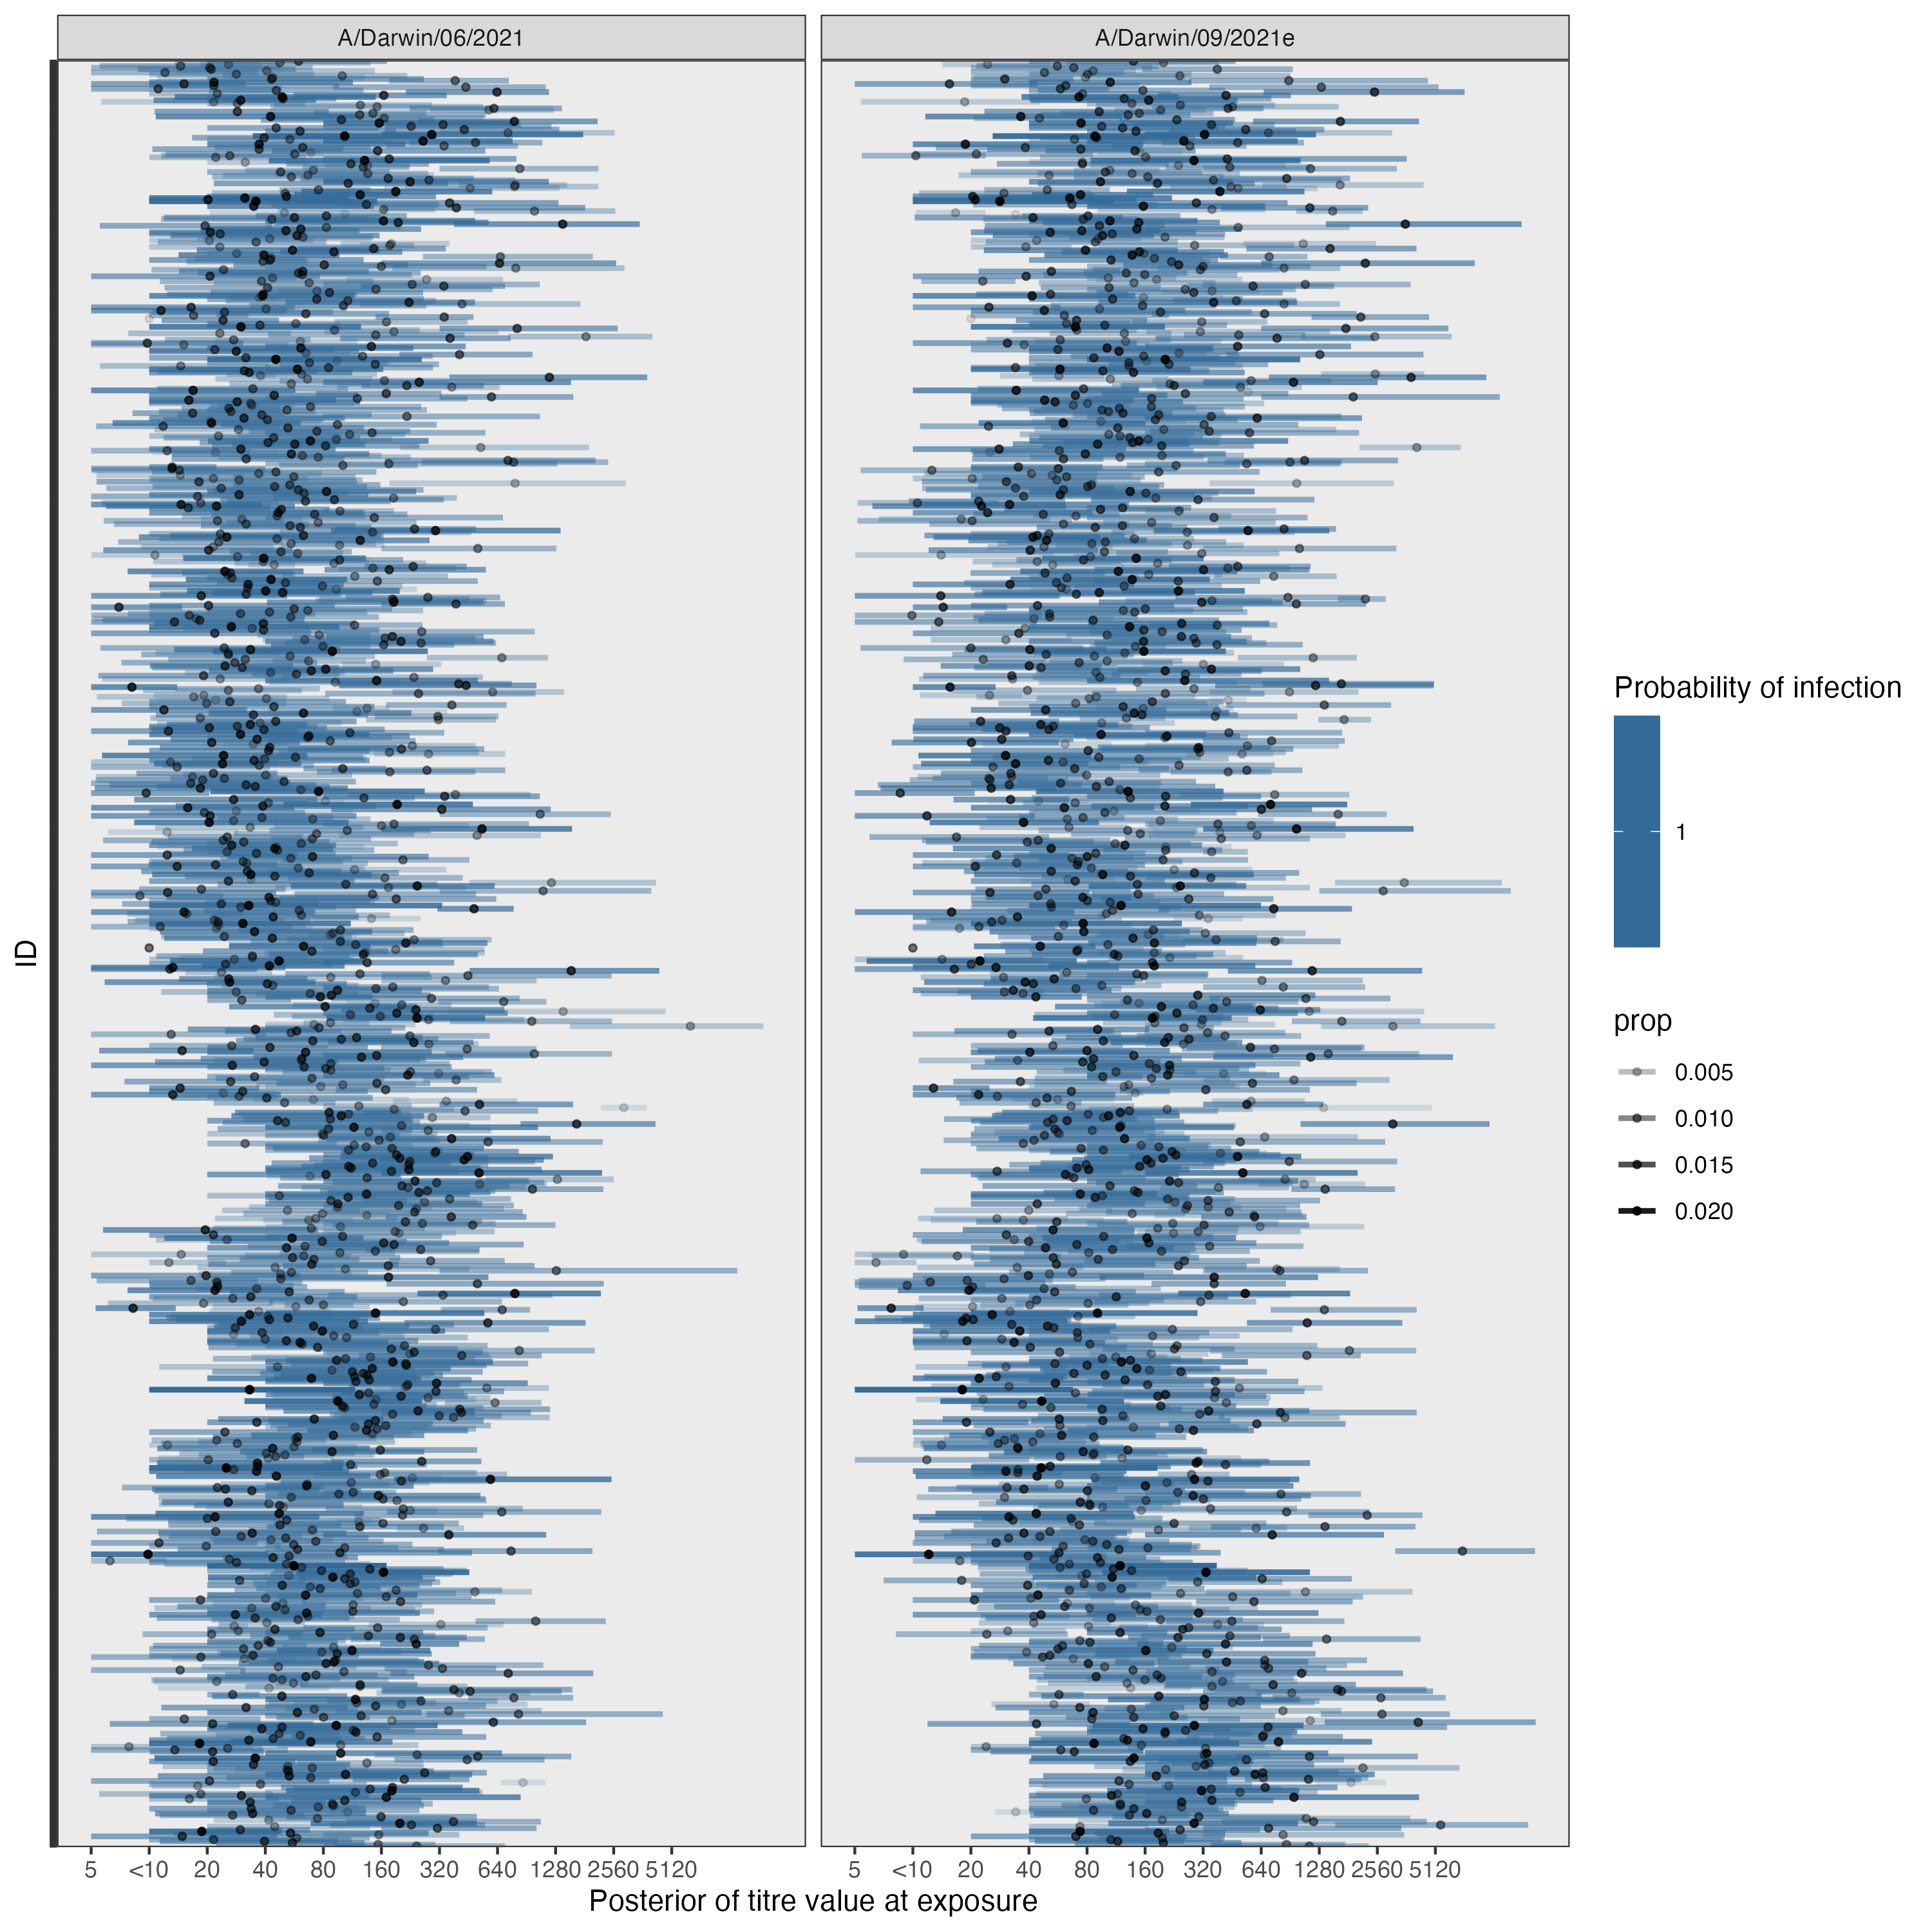 A/Darwin/06/2021
A/Darwin/09/2021e
ID
5 <10 20 40 80 160 320 640 1280 2560 5120
5 <10 20 40 80 160 320 640 1280 2560 5120
Posterior of titre value at exposure
Probability of infection
1
prop
0.005
0.010
0.015
0.020